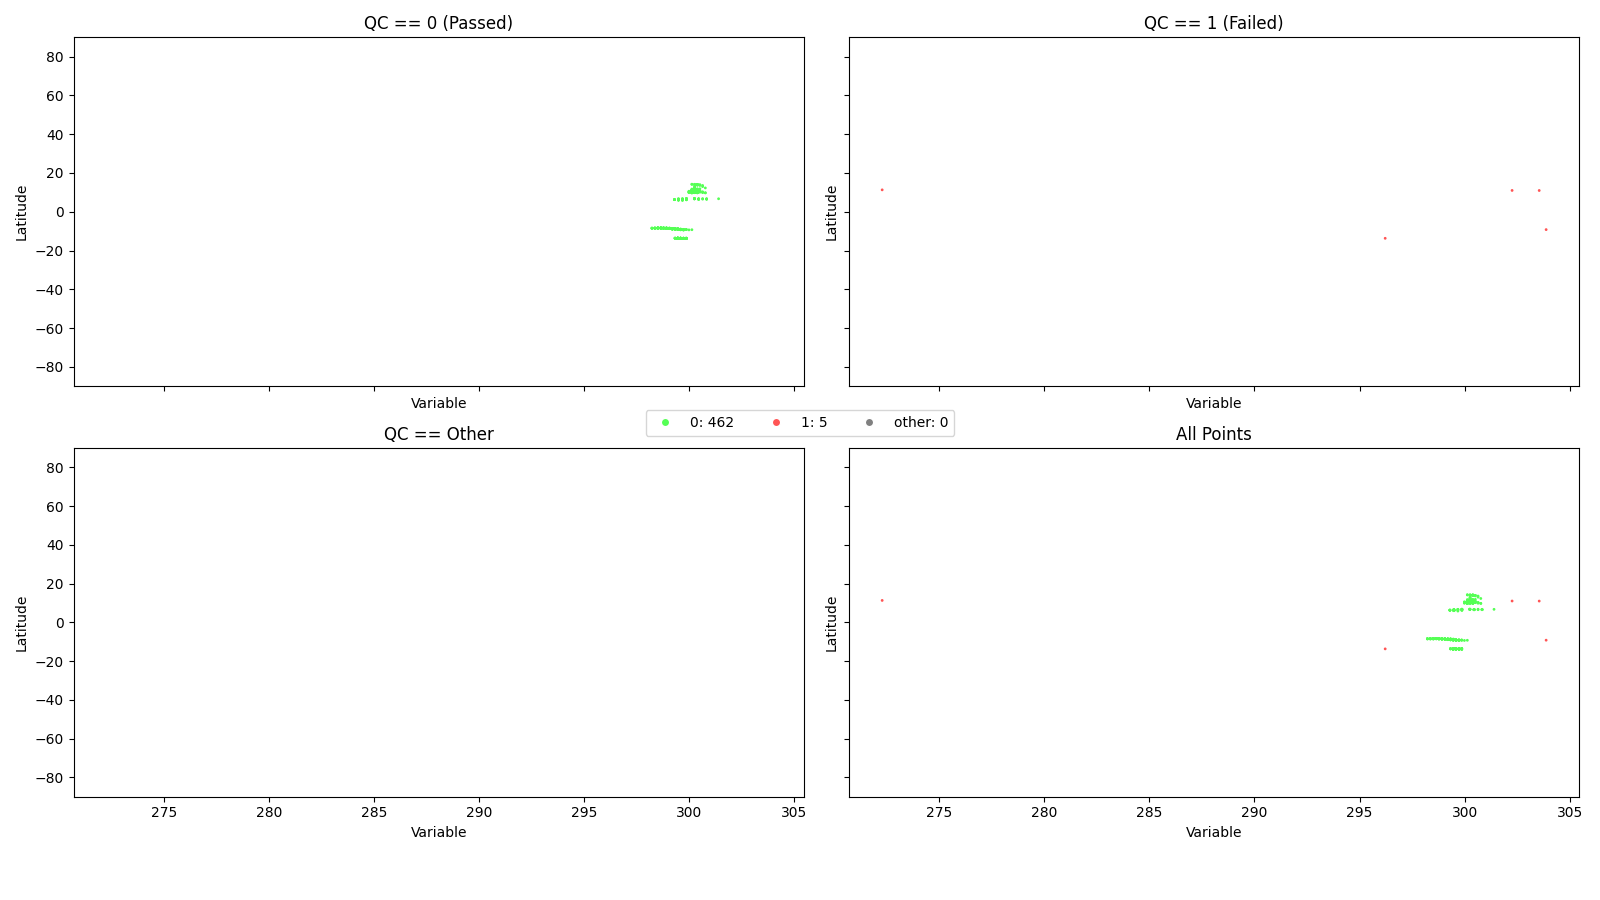 QC == 0 (Passed)
80
60
40
20
0
−20
−40
−60
−80
Latitude
Variable
QC == 1 (Failed)
Latitude
Variable
0: 462 1: 5 other: 0
QC == Other
80
60
40
20
0
−20
−40
−60
−80
Latitude
275 280 285 290 295 300 305
Variable
All Points
Latitude
275 280 285 290 295 300 305
Variable